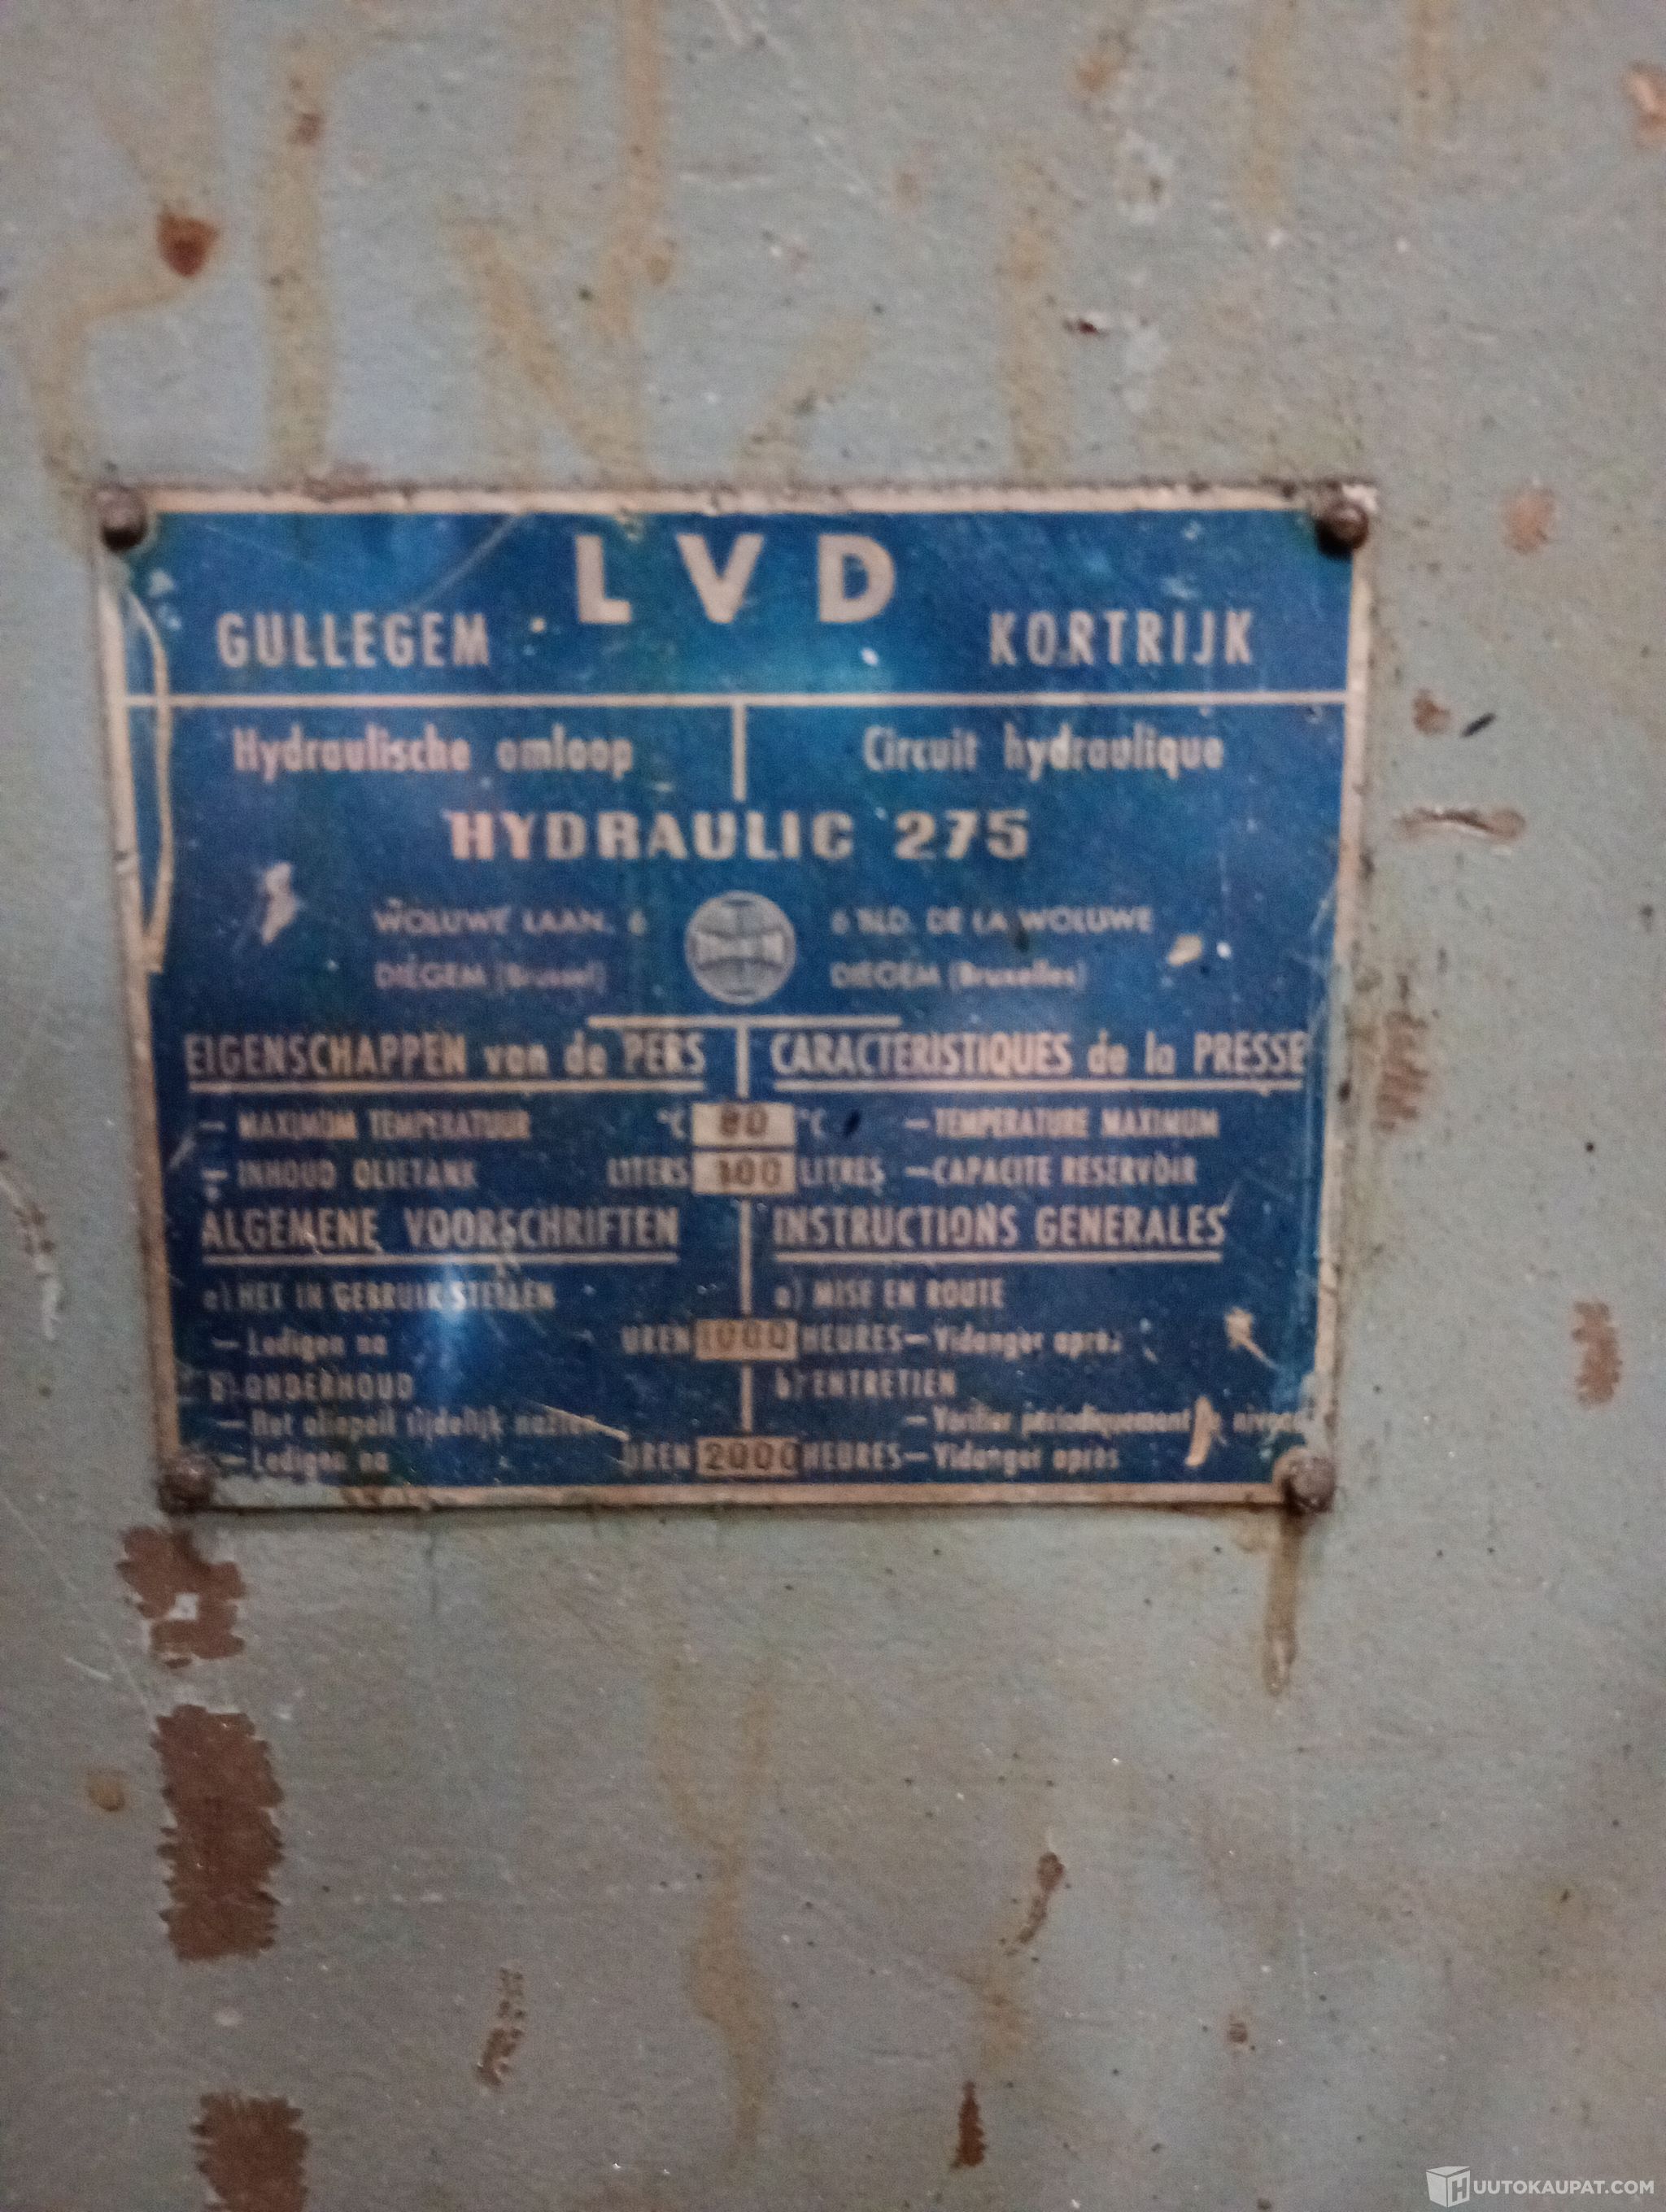 LVD
GULLEGEM KORTRIJK
Hydraulische omloop Circuit hydraulique
HYDRAULIC 275
WOLUWE LAAN. 6 6 BLD. DE LA WOLUWE
DIEGEM (Brussel) DIEGEM (Bruxelles)
EIGENSCHAPPEN van de PERS CARACTERISTIQUES de la PRESSE
— MAXIMUM TEMPERATUUR °C 80 °C — TEMPERATURE MAXIMUM
— INHOUD OLIETANK LITERS 100 LITRES — CAPACITE RESERVOIR
ALGEMENE VOORSCHRIFTEN INSTRUCTIONS GENERALES
a) HET IN GEBRUIK STELLEN a) MISE EN ROUTE
— Ledigen na UREN 1000 HEURES — Vidanger après
b) ONDERHOUD b) ENTRETIEN
— Het oliepeil tijdelijk nazien — Vérifier périodiquement le niveau
— Ledigen na UREN 2000 HEURES — Vidanger après
HUUTOKAUPAT.COM